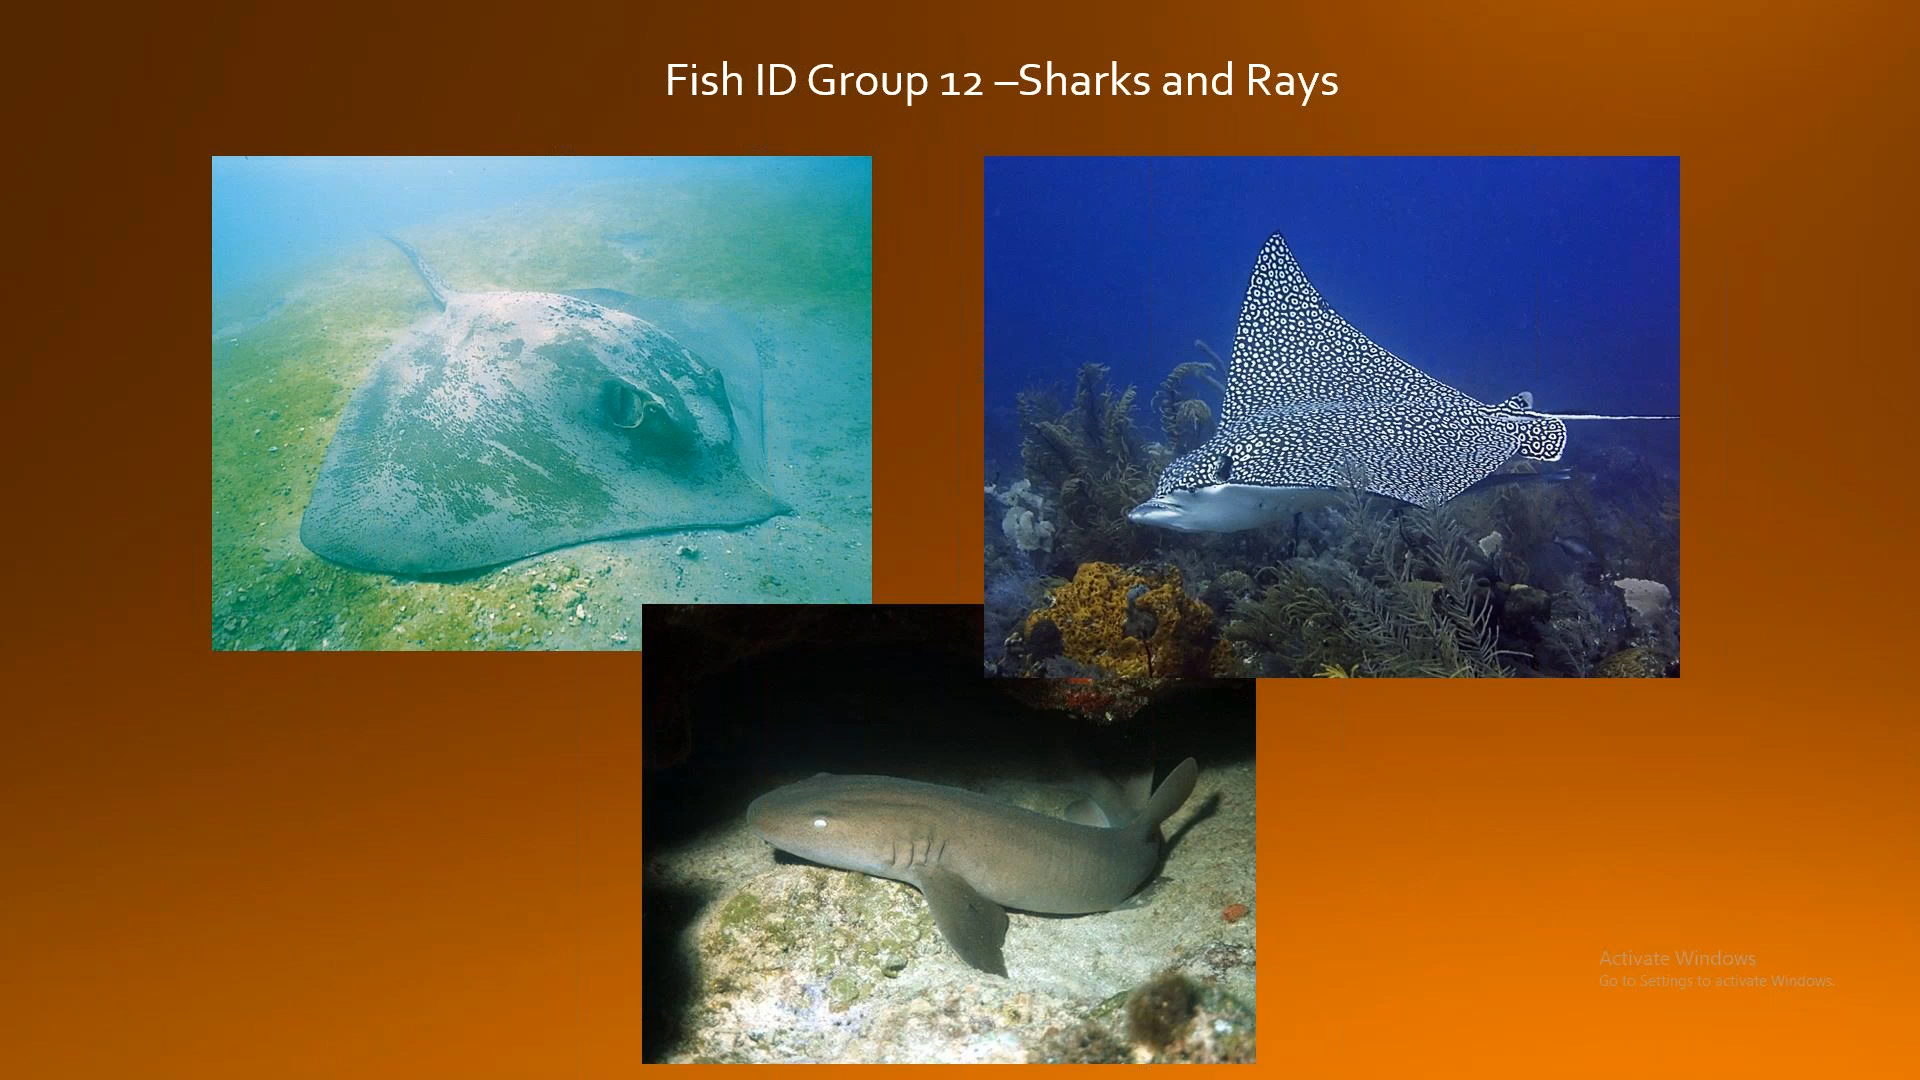 Fish ID Group 12 –Sharks and Rays
Activate Windows
Go to Settings to activate Windows.